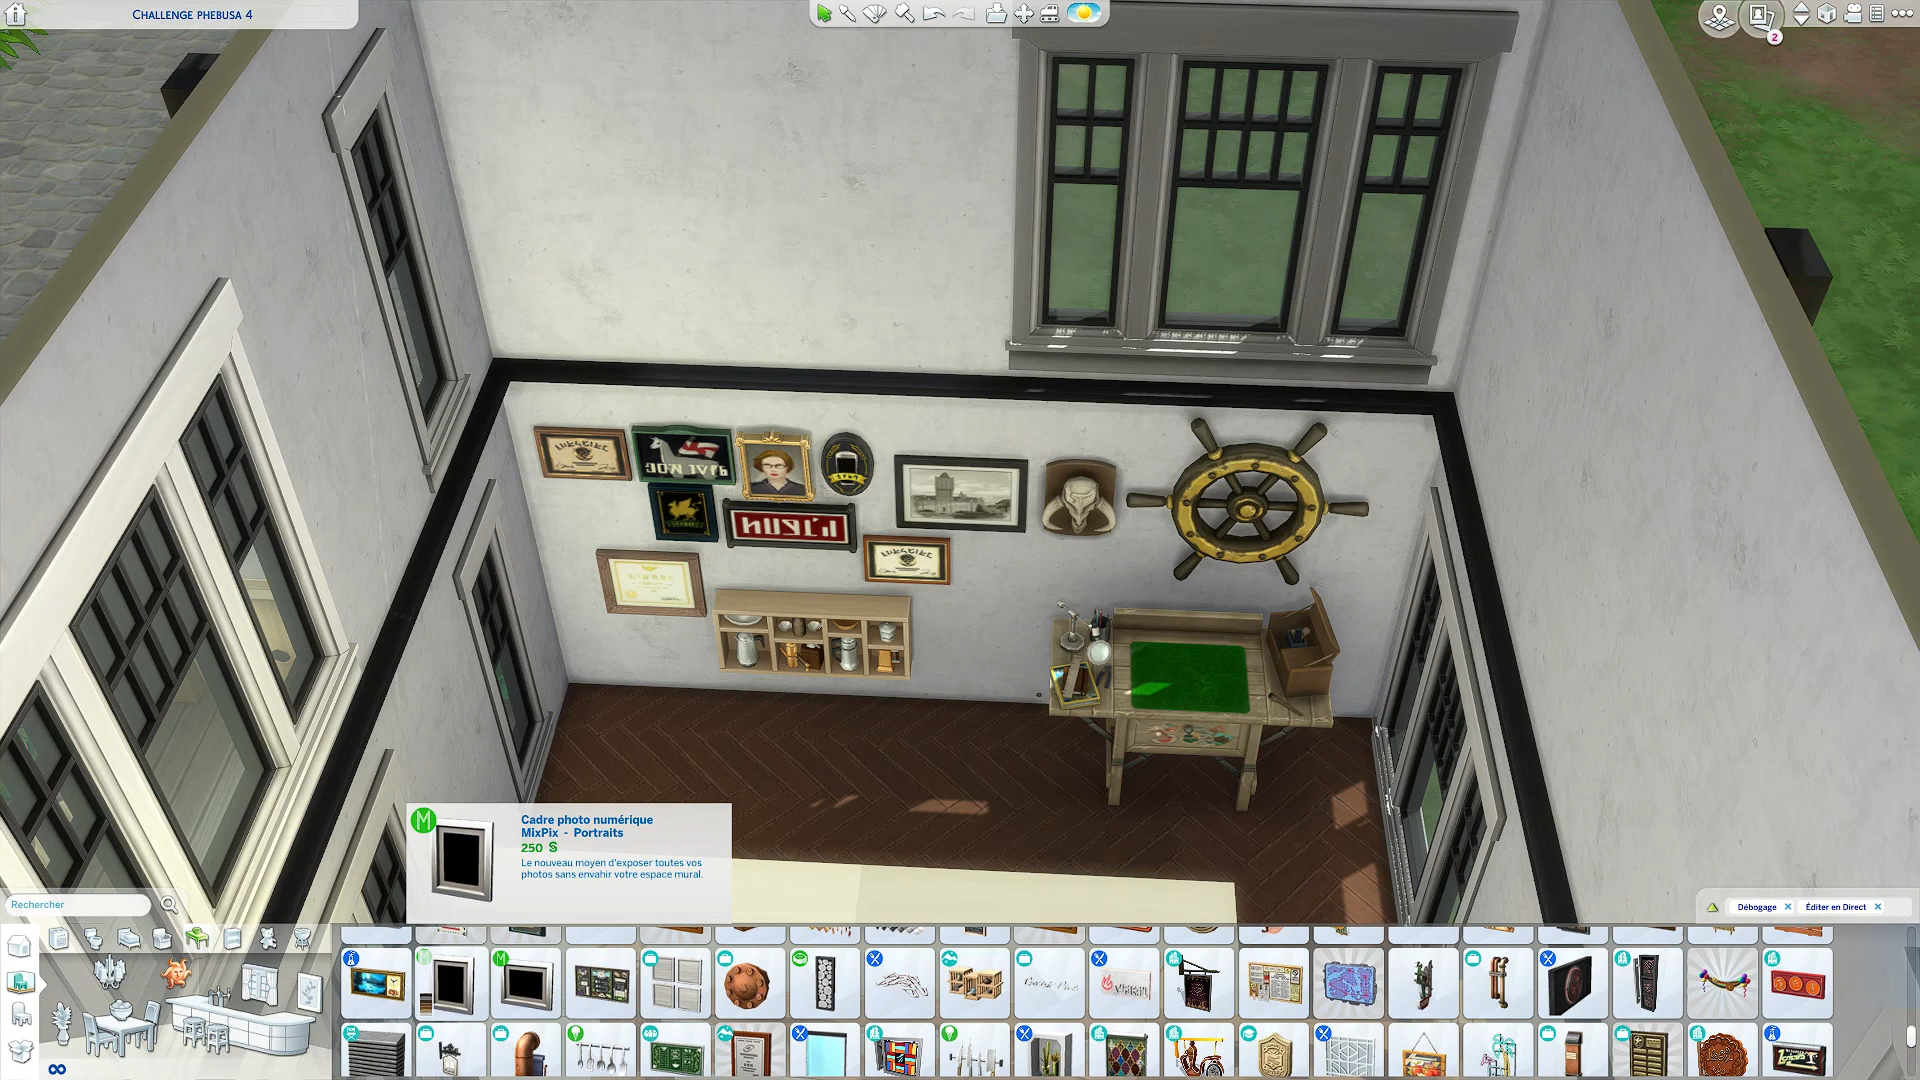 CHALLENGE PHEBUSA 4
2
M
Cadre photo numérique
MixPix - Portraits
250 $
Le nouveau moyen d'exposer toutes vos
photos sans envahir votre espace mural.
Rechercher
Débogage
Éditer en Direct